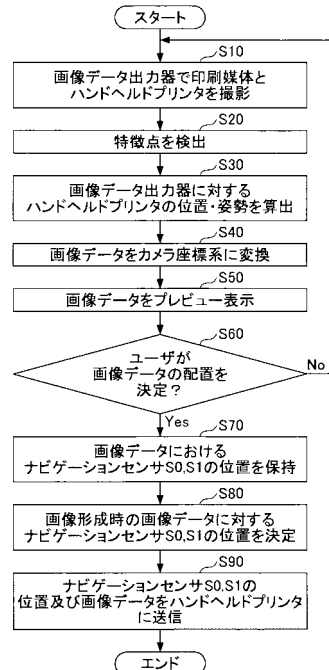 スタート
S10
画像データ出力器で印刷媒体と
ハンドヘルドプリンタを撮影
S20
特徴点を検出
S30
画像データ出力器に対する
ハンドヘルドプリンタの位置・姿勢を算出
S40
画像データをカメラ座標系に変換
S50
画像データをプレビュー表示
S60
ユーザが
画像データの配置を
決定?
No
Yes
S70
画像データにおける
ナビゲーションセンサS0,S1の位置を保持
S80
画像形成時の画像データに対する
ナビゲーションセンサS0,S1の位置を決定
S90
ナビゲーションセンサS0,S1の
位置及び画像データをハンドヘルドプリンタ
に送信
エンド